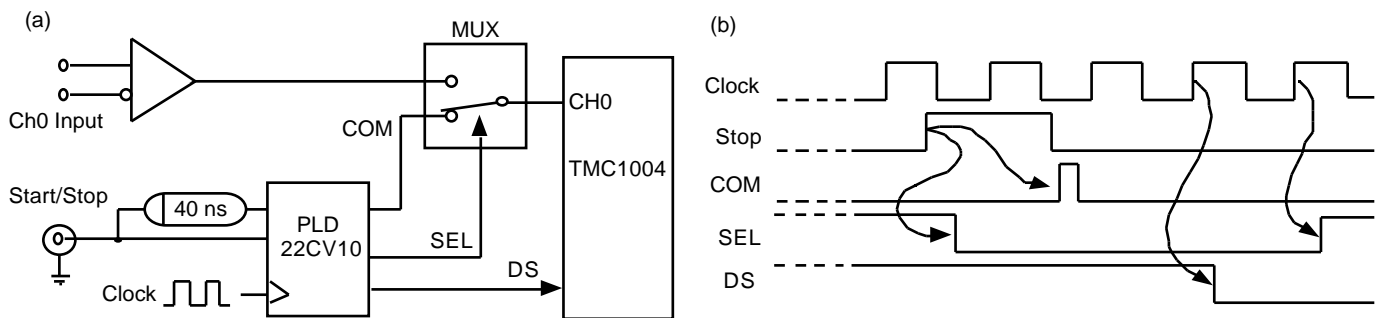 (a)
MUX
Ch0 Input
COM
CH0
TMC1004
Start/Stop
40 ns
PLD
22CV10
SEL
DS
Clock
(b)
Clock
Stop
COM
SEL
DS